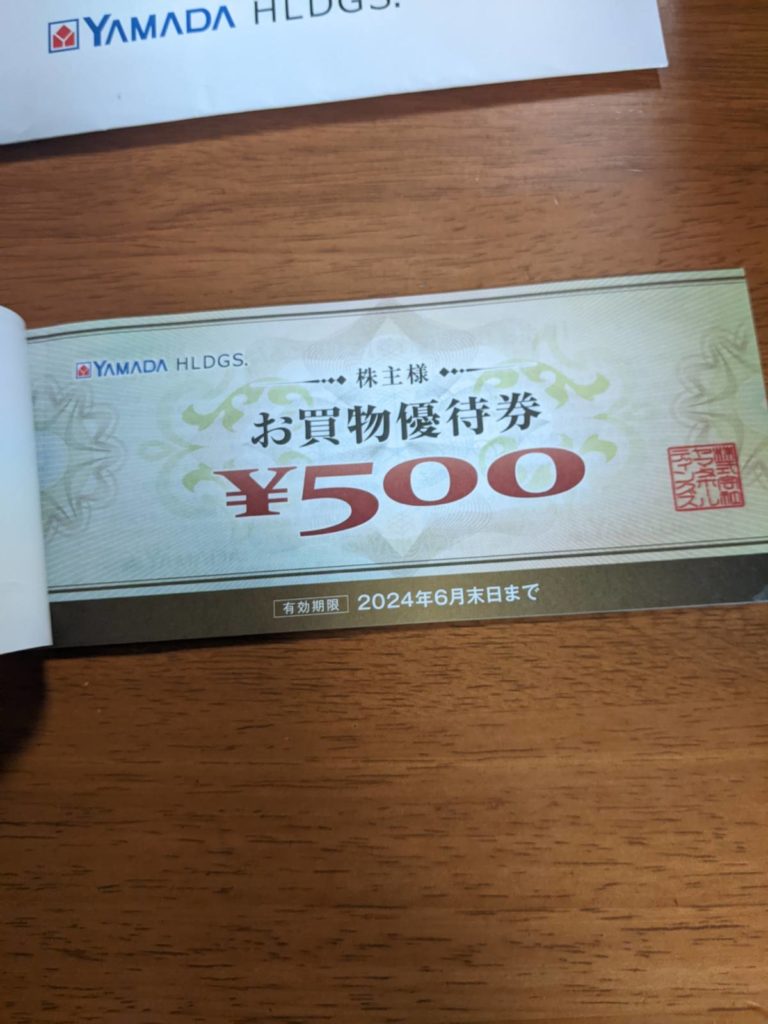 YAMADA HLDGS.
YAMADA HLDGS.
株主様
お買物優待券
¥500
有効期限 2024年6月末日まで